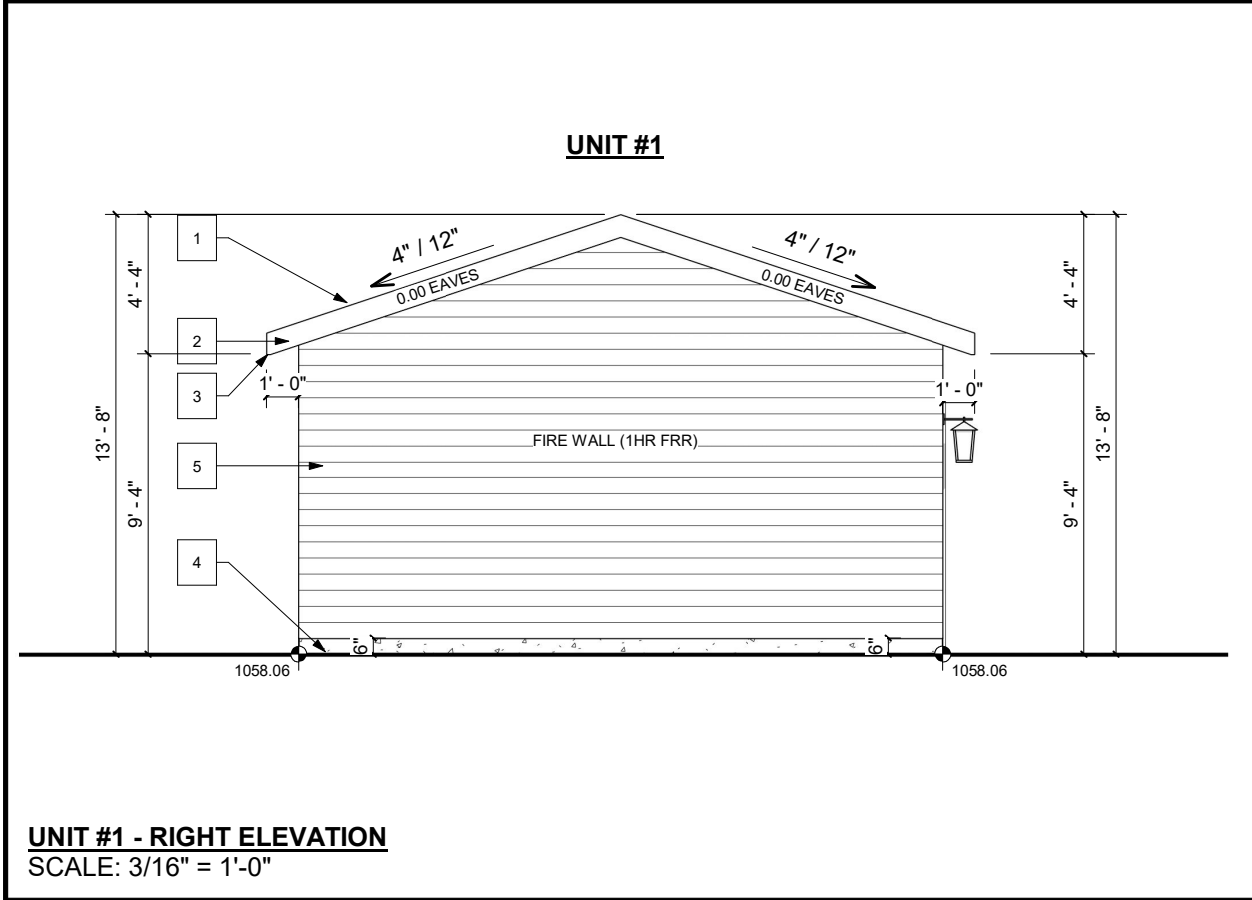 UNIT #1
1
4" / 12"
4" / 12"
0.00 EAVES
0.00 EAVES
4' - 4"
4' - 4"
2
3
1' - 0"
1' - 0"
13' - 8"
13' - 8"
FIRE WALL (1HR FRR)
5
9' - 4"
9' - 4"
4
6"
6"
1058.06
1058.06
UNIT #1 - RIGHT ELEVATION
SCALE: 3/16" = 1'-0"